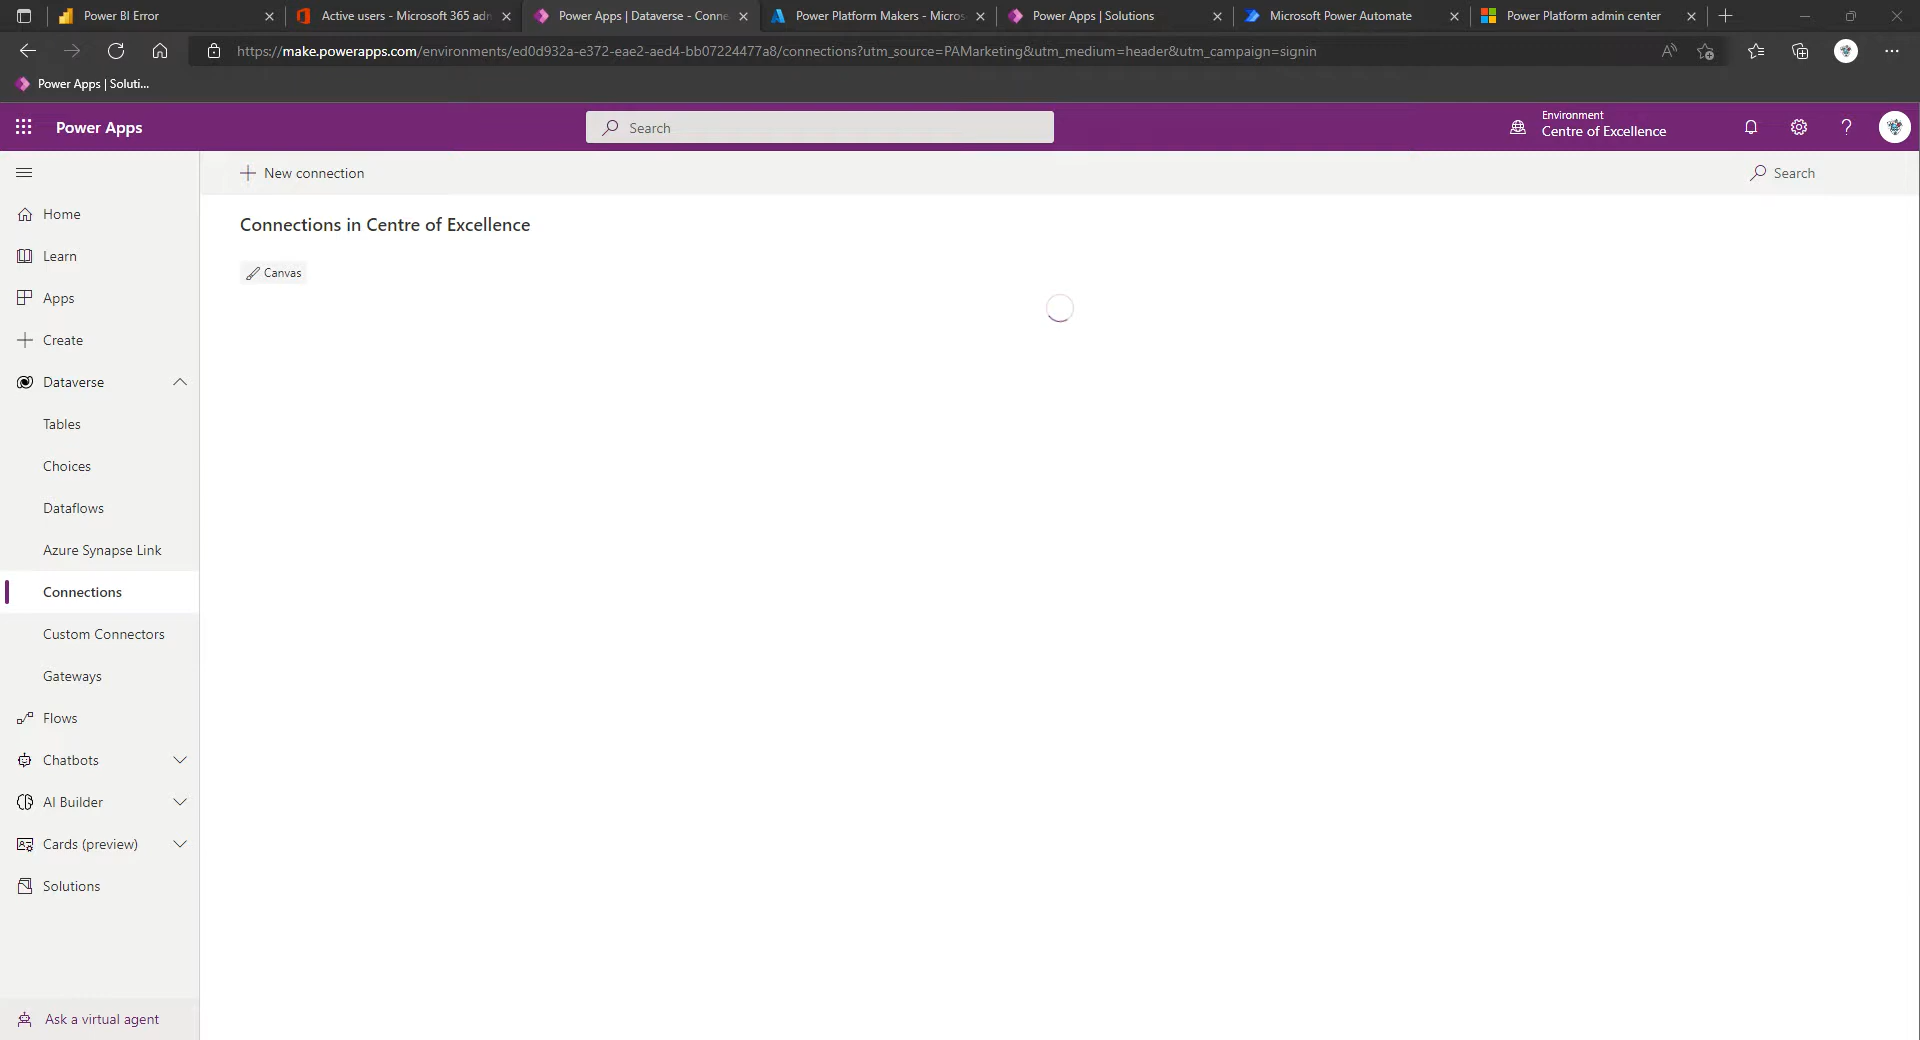 Power BI Error
Active users - Microsoft 365 adn
Power Apps | Dataverse - Conne
Power Platform Makers - Micros
Power Apps | Solutions
Microsoft Power Automate
Power Platform admin center
https://make.powerapps.com/environments/ed0d932a-e372-eae2-aed4-bb07224477a8/connections?utm_source=PAMarketing&utm_medium=header&utm_campaign=signin
Power Apps | Soluti...
Power Apps
Search
Environment
Centre of Excellence
New connection
Search
Connections in Centre of Excellence
Canvas
Home
Learn
Apps
Create
Dataverse
Tables
Choices
Dataflows
Azure Synapse Link
Connections
Custom Connectors
Gateways
Flows
Chatbots
AI Builder
Cards (preview)
Solutions
Ask a virtual agent